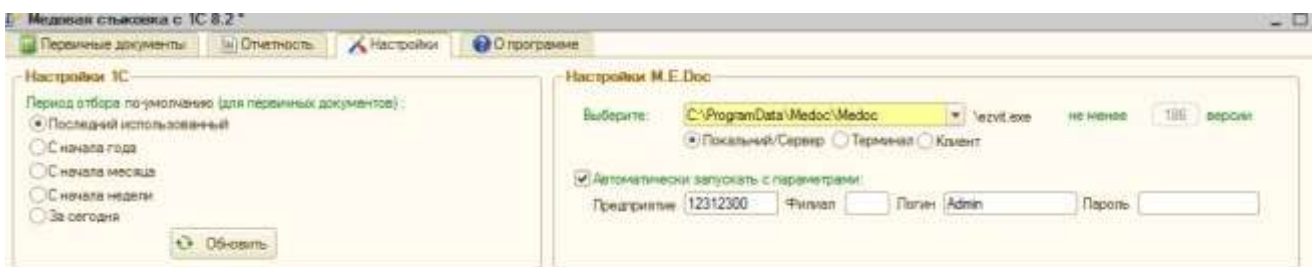 Медовая стыковка с 1С 8.2 *
Первичные документы Отчетность Настройки О программе
Настройки 1С
Период отбора по-умолчанию (для первичных документов) :
Последний использованный
С начала года
С начала месяца
С начала недели
За сегодня
Обновить
Настройки M.E.Doc
Выберите: C:\ProgramData\Medoc\Medoc \ezvit.exe не менее 186 версии
Локальный/Сервер Терминал Клиент
Автоматически запускать с параметрами:
Предприятие 12312300 Филиал Логин Admin Пароль